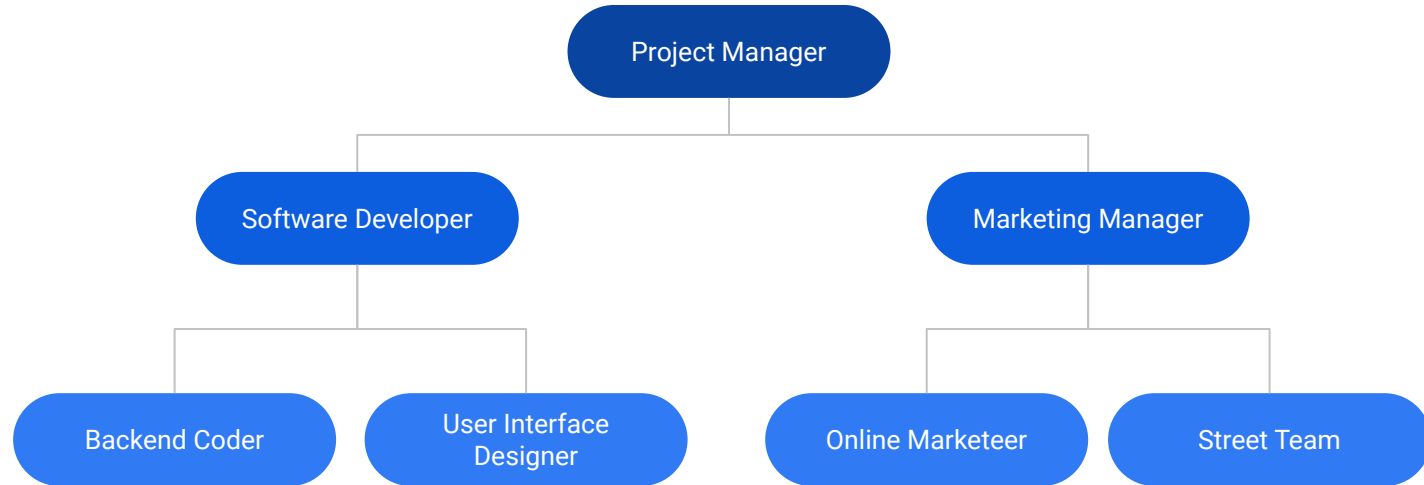 Project Manager
Software Developer
Marketing Manager
Backend Coder
User Interface
Designer
Online Marketeer
Street Team